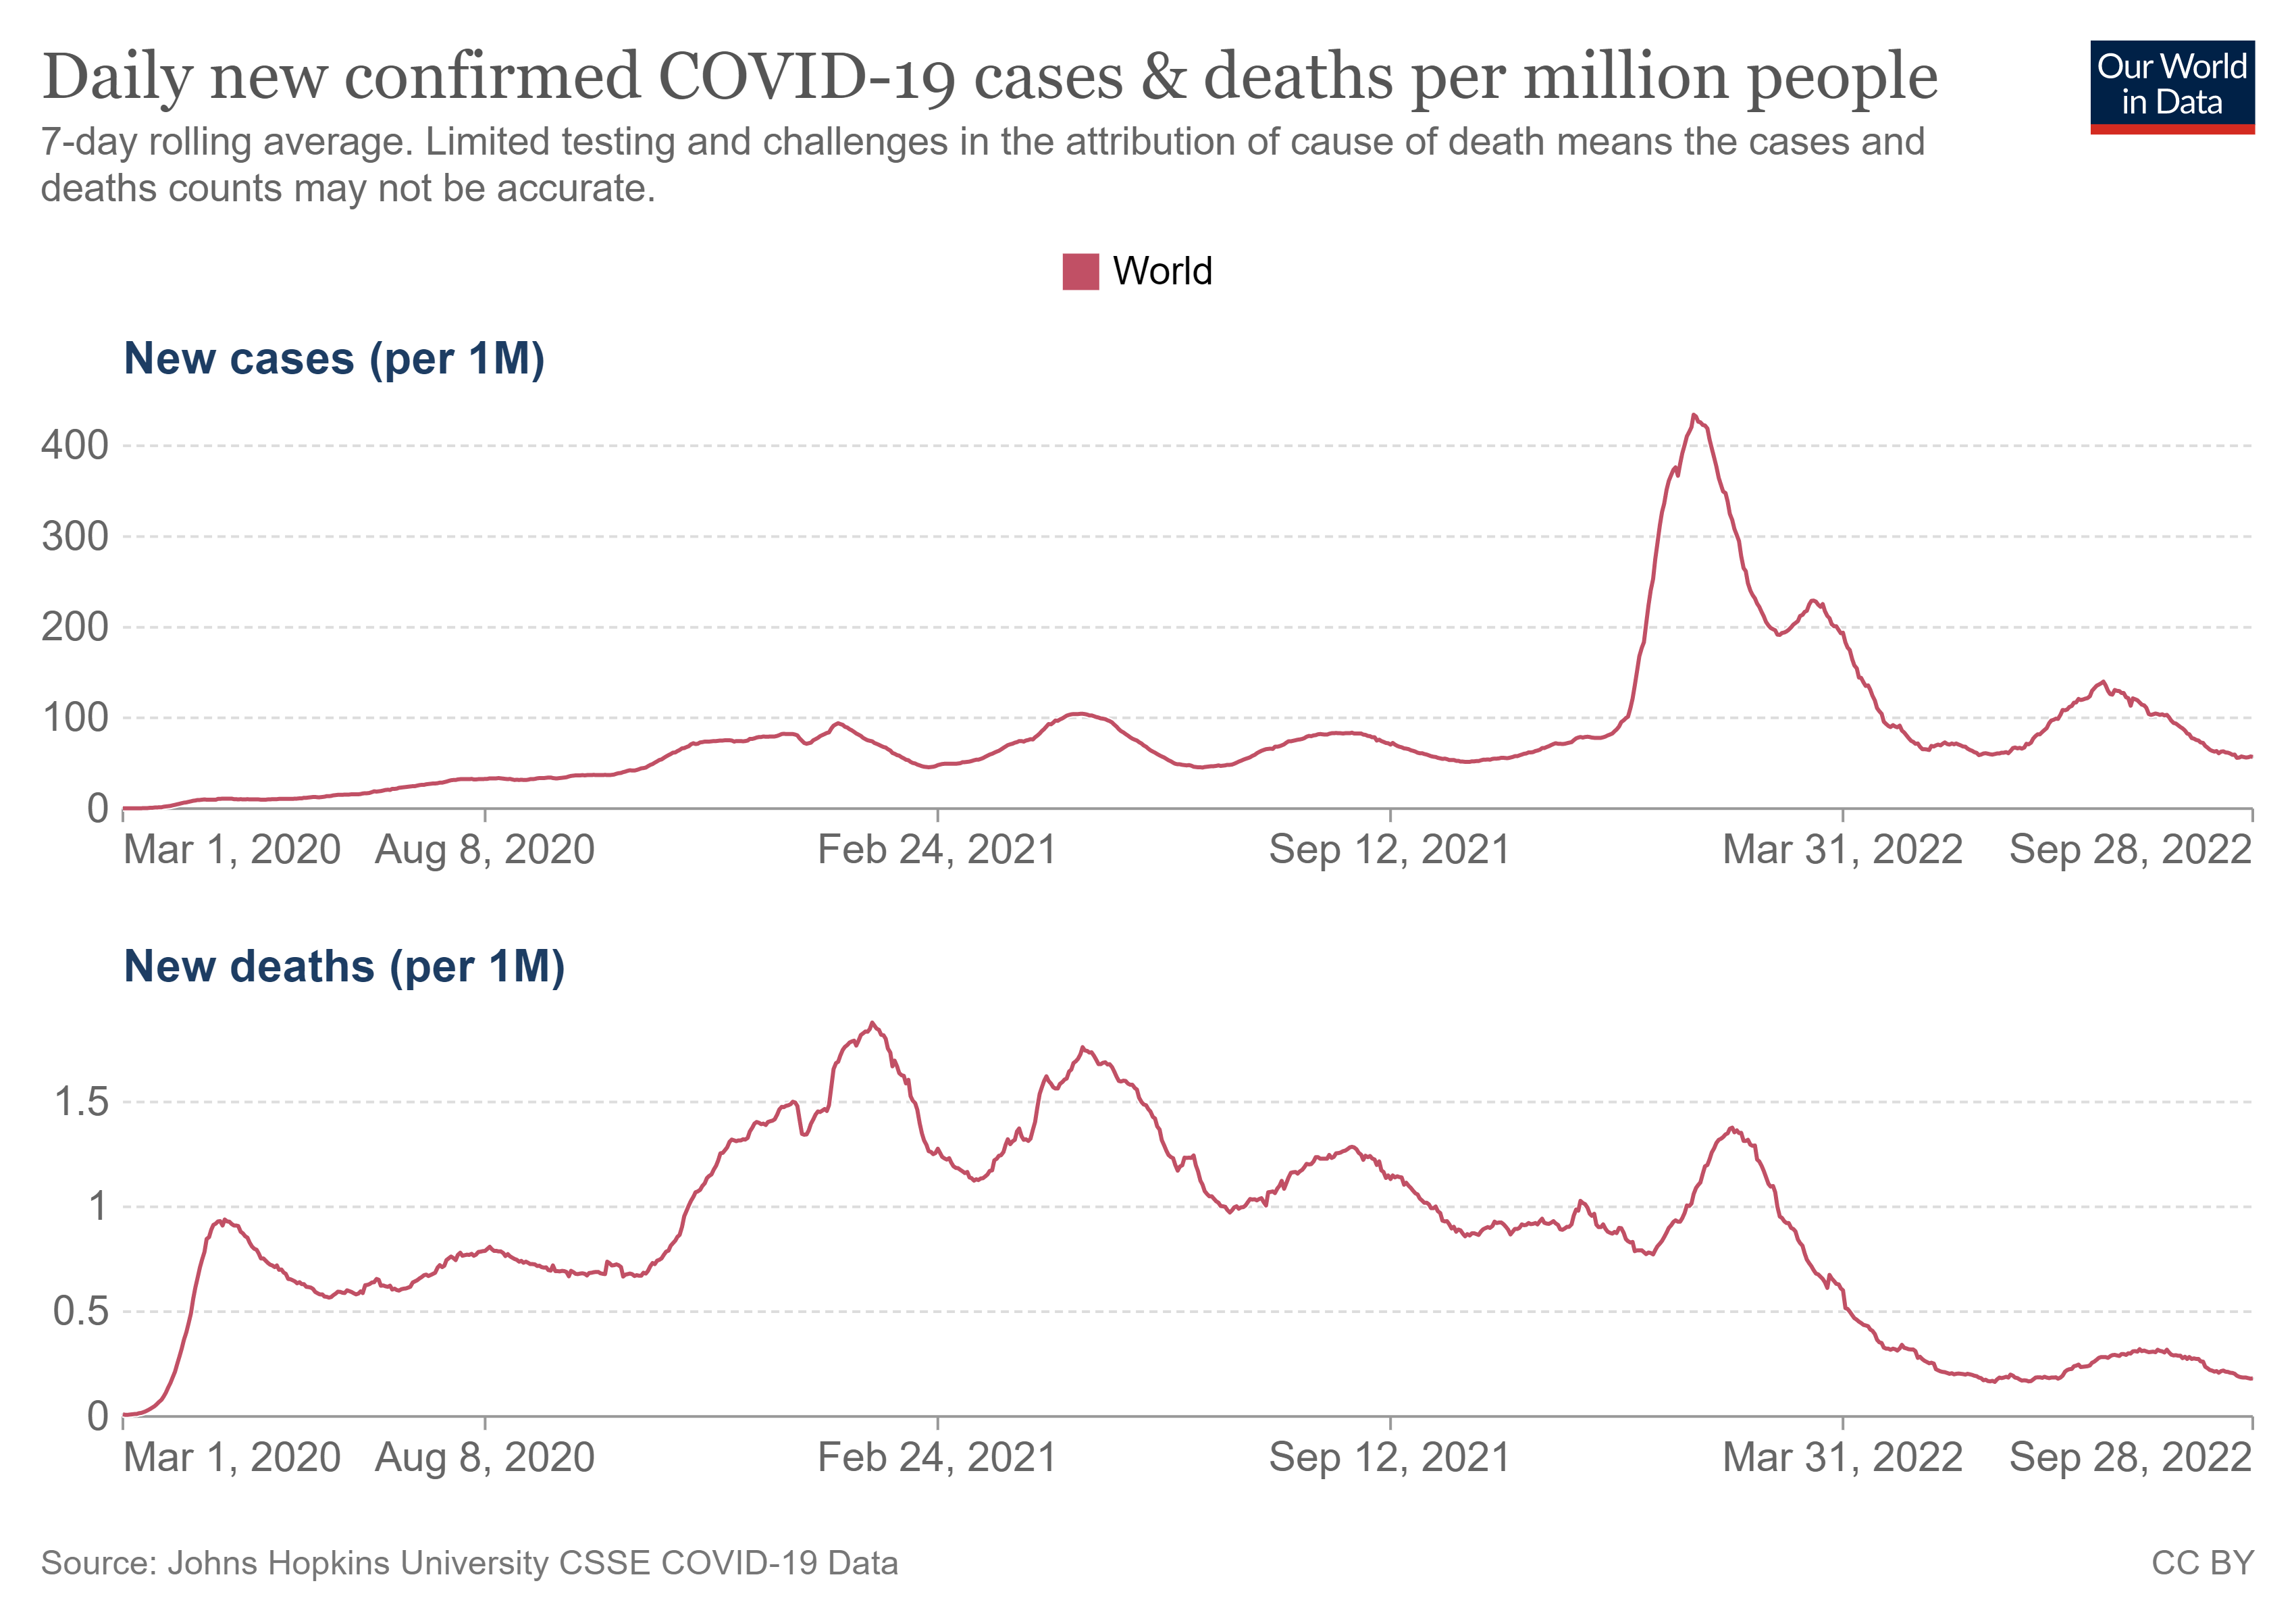 Daily new confirmed COVID-19 cases & deaths per million people
Our World
in Data
7-day rolling average. Limited testing and challenges in the attribution of cause of death means the cases and
deaths counts may not be accurate.
World
New cases (per 1M)
400
300
200
100
0
Mar 1, 2020 Aug 8, 2020 Feb 24, 2021 Sep 12, 2021 Mar 31, 2022 Sep 28, 2022
New deaths (per 1M)
1.5
1
0.5
0
Mar 1, 2020 Aug 8, 2020 Feb 24, 2021 Sep 12, 2021 Mar 31, 2022 Sep 28, 2022
Source: Johns Hopkins University CSSE COVID-19 Data CC BY